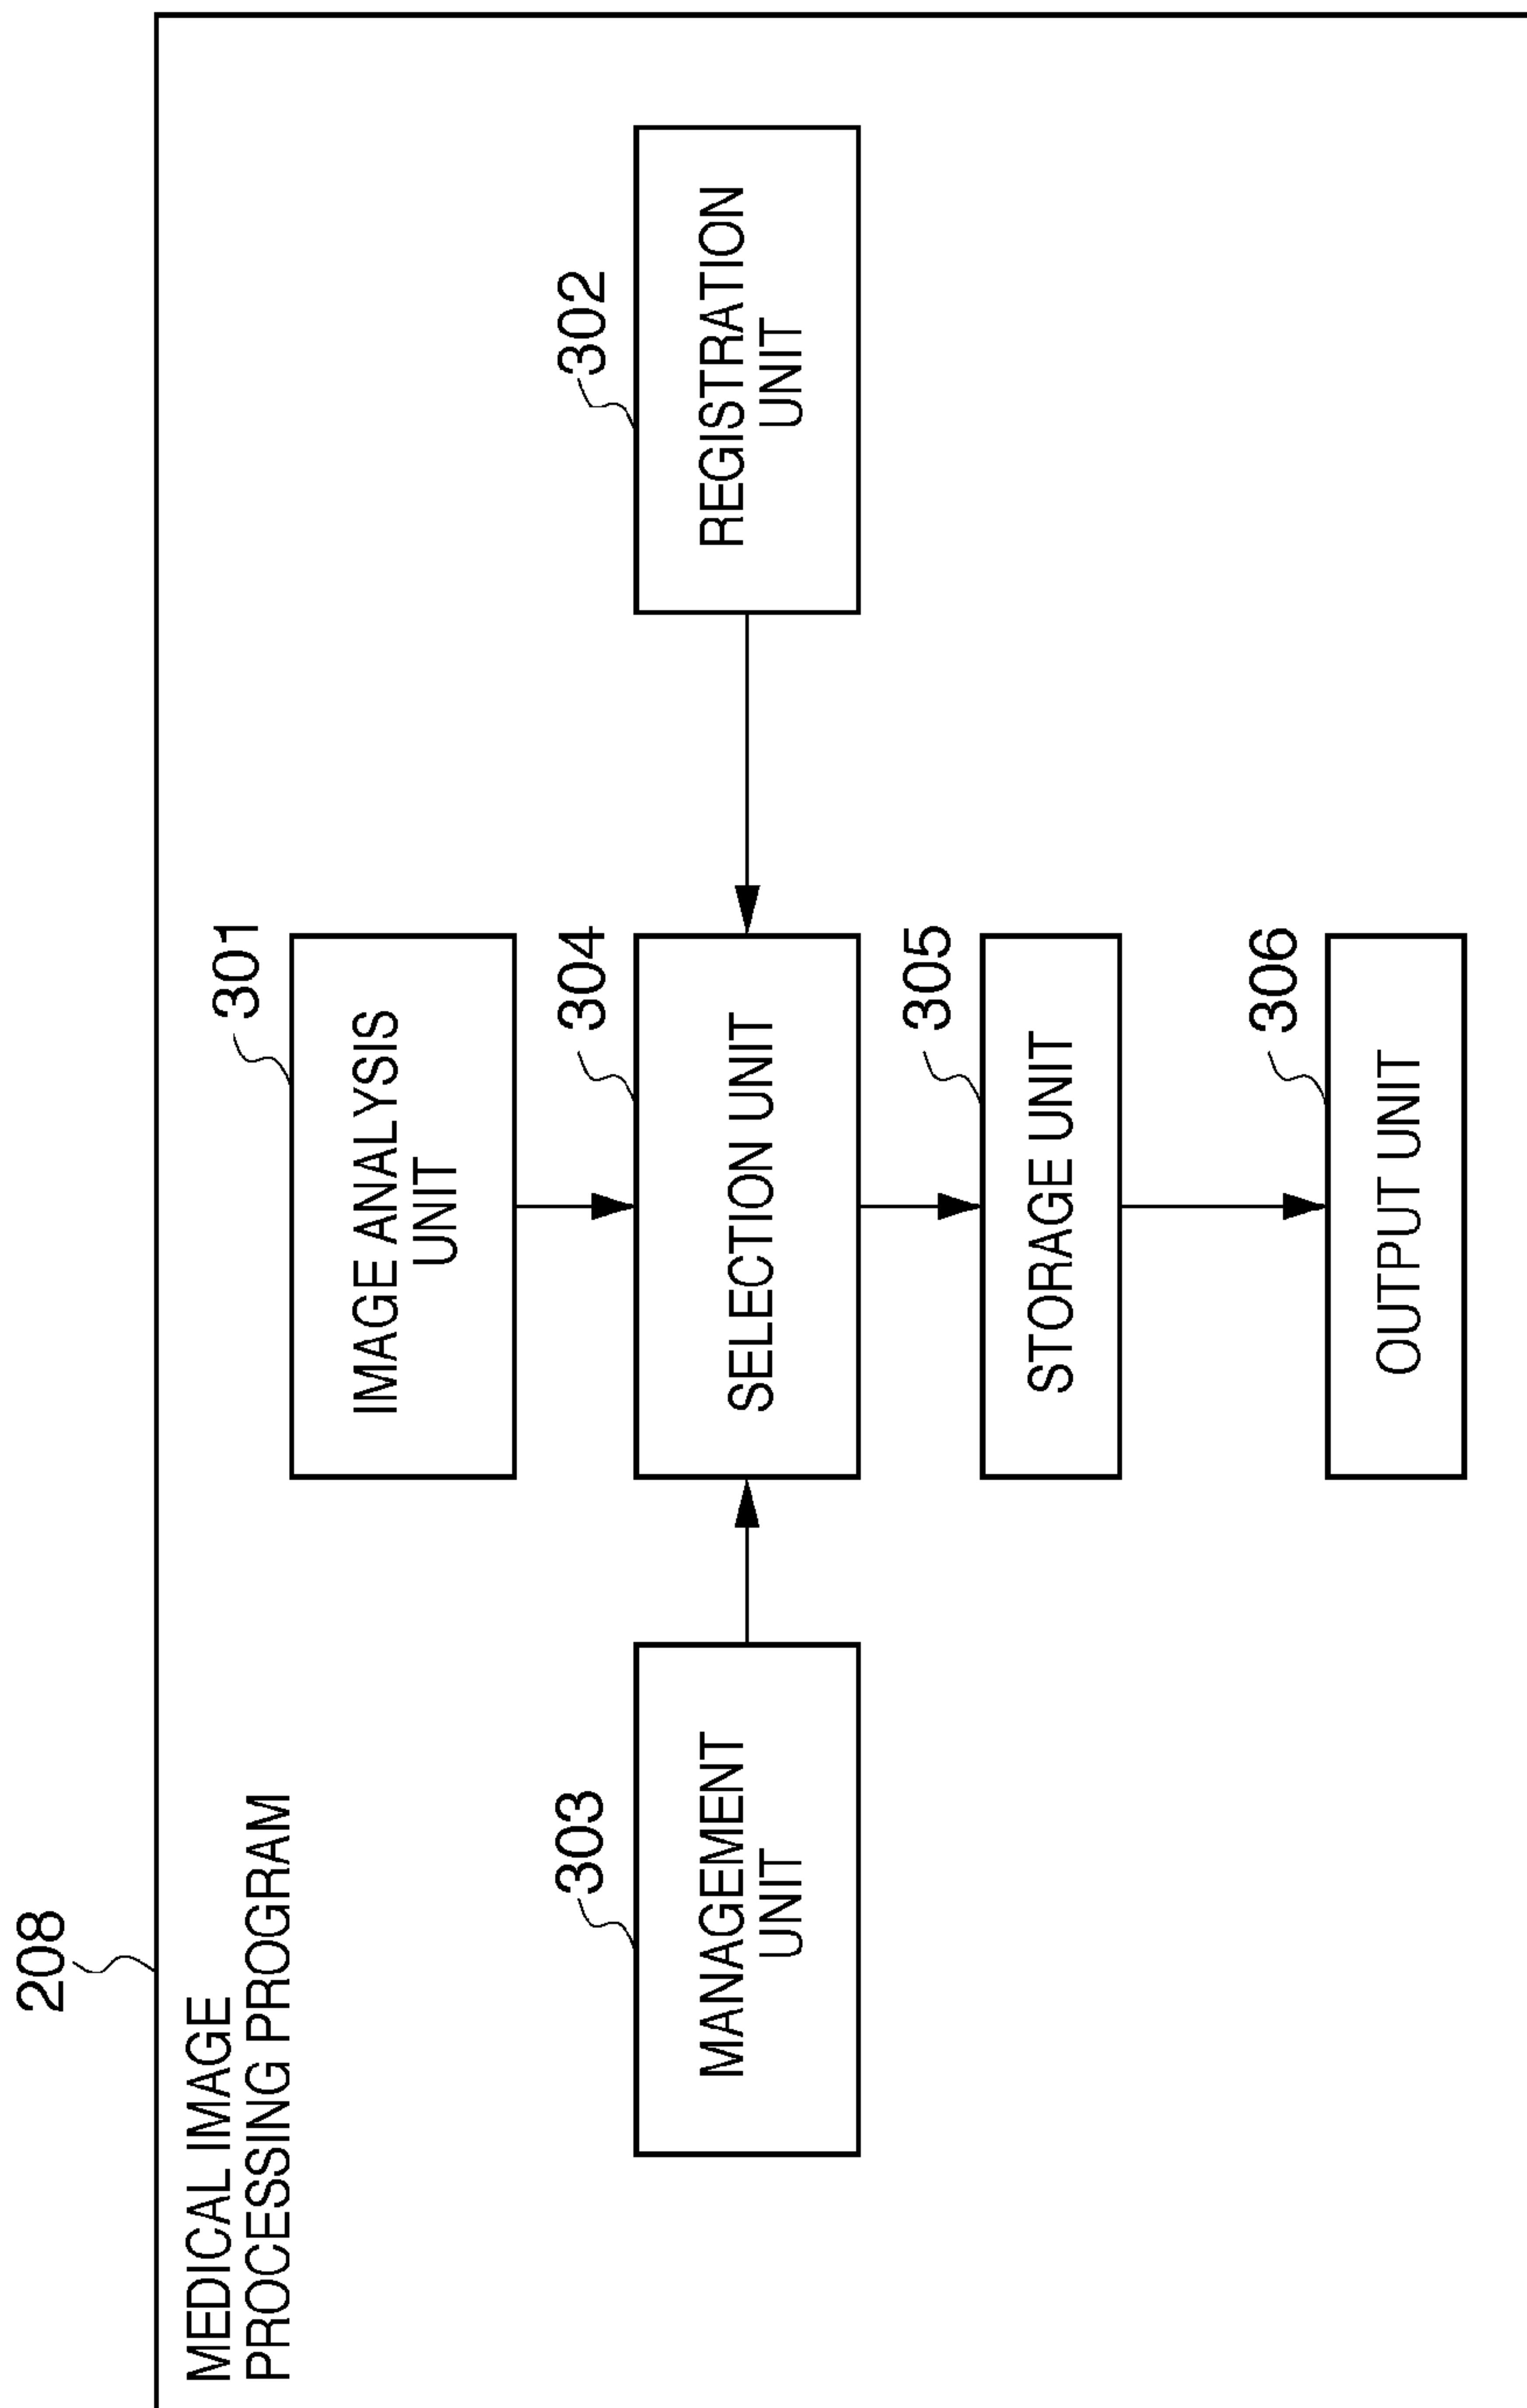 208
MEDICAL IMAGE
PROCESSING PROGRAM
301
IMAGE ANALYSIS
UNIT
303
MANAGEMENT
UNIT
304
SELECTION UNIT
302
REGISTRATION
UNIT
305
STORAGE UNIT
306
OUTPUT UNIT